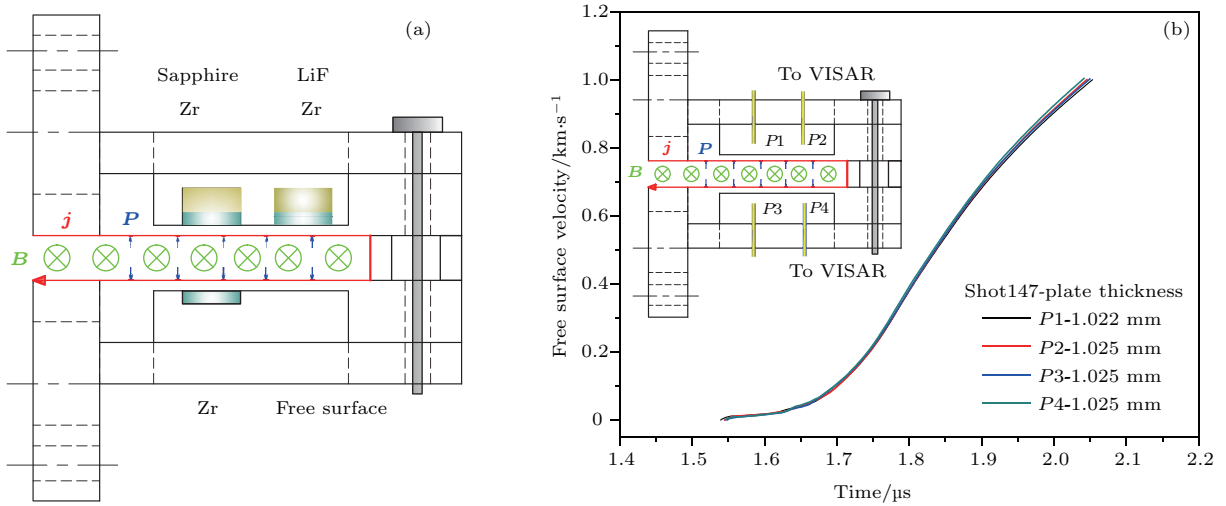 (a)
Sapphire LiF
Zr Zr
j P
B
Zr Free surface
(b)
1.2
1.0
0.8
0.6
0.4
0.2
0
Free surface velocity/km·s⁻¹
To VISAR
P1 P2
j P
B
P3 P4
To VISAR
Shot147-plate thickness
P1-1.022 mm
P2-1.025 mm
P3-1.025 mm
P4-1.025 mm
1.4 1.5 1.6 1.7 1.8 1.9 2.0 2.1 2.2
Time/µs